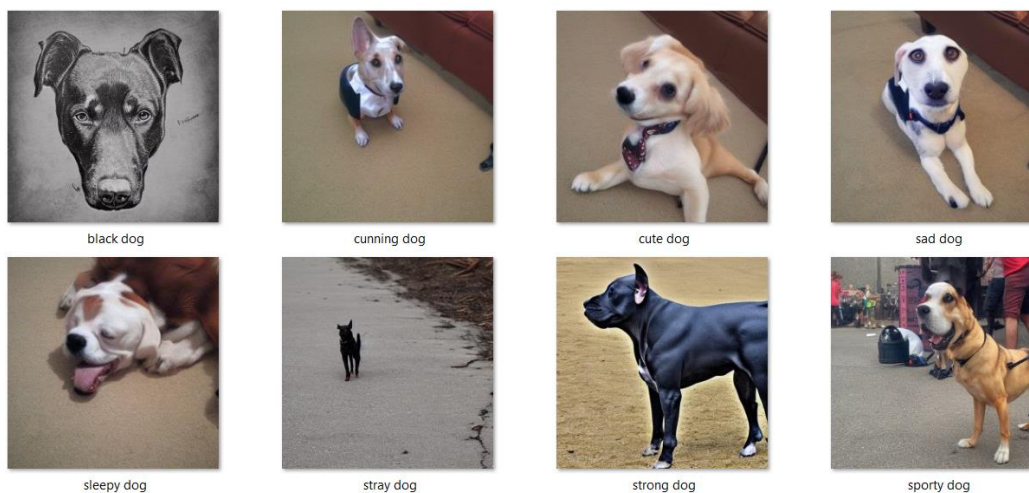 black dog
cunning dog
cute dog
sad dog
sleepy dog
stray dog
strong dog
sporty dog